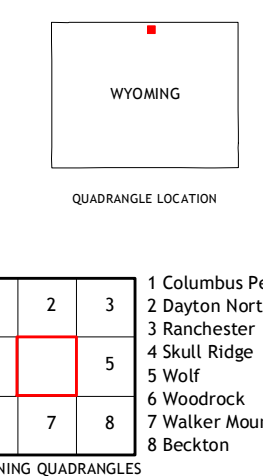 WYOMING
QUADRANGLE LOCATION
2 3
5
7 8
1 Columbus Pe
2 Dayton Nort
3 Ranchester
4 Skull Ridge
5 Wolf
6 Woodrock
7 Walker Moun
8 Beckton
NING QUADRANGLES